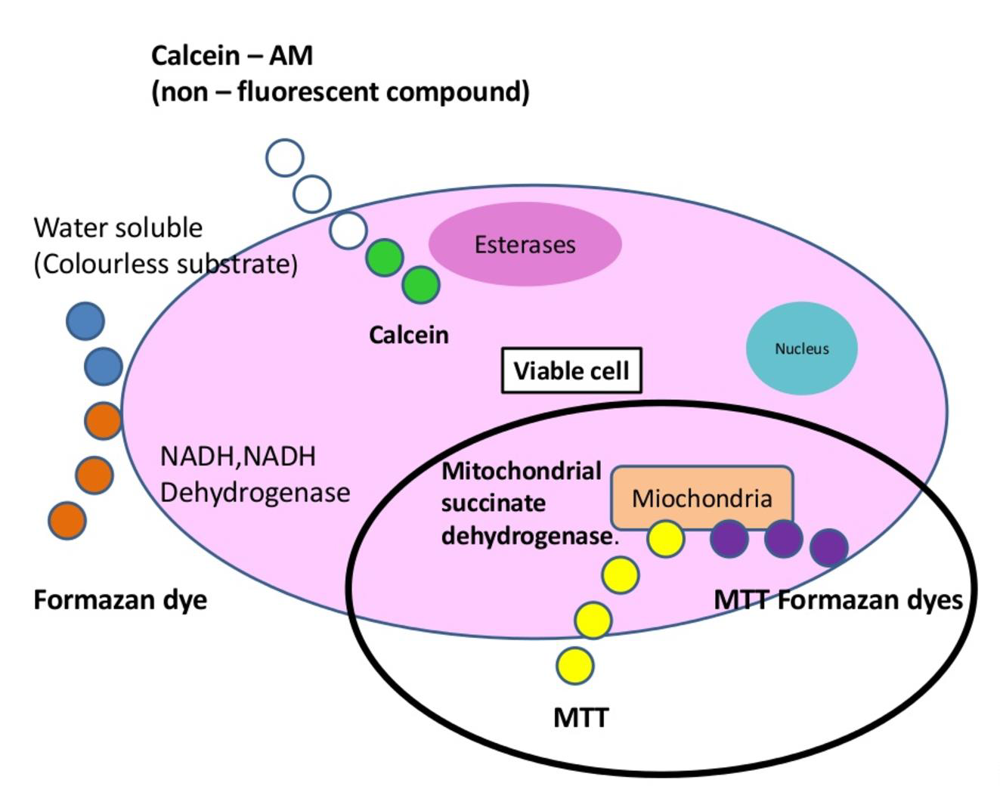 Calcein – AM
(non – fluorescent compound)
Water soluble
(Colourless substrate)
Esterases
Calcein
Nucleus
Viable cell
NADH,NADH
Dehydrogenase
Mitochondrial
succinate
dehydrogenase.
Miochondria
Formazan dye
MTT Formazan dyes
MTT